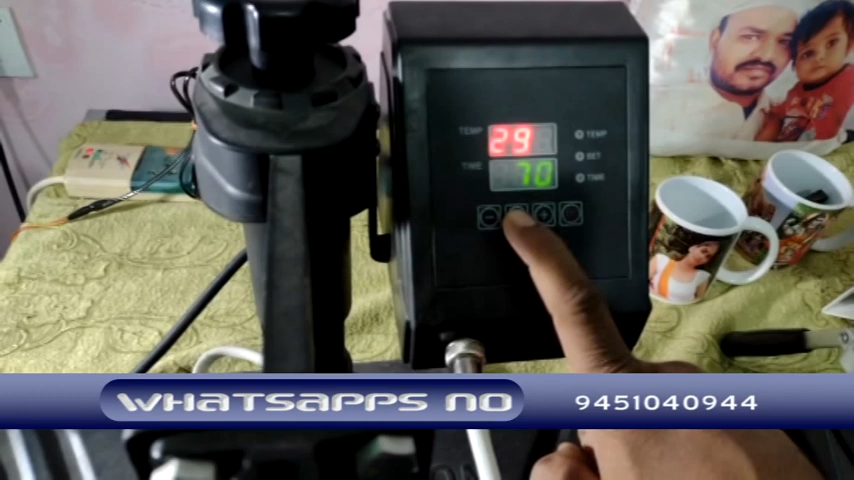 TEMP 29 TEMP
SET
TIME 70 TIME
WHATSAPPS NO 9451040944